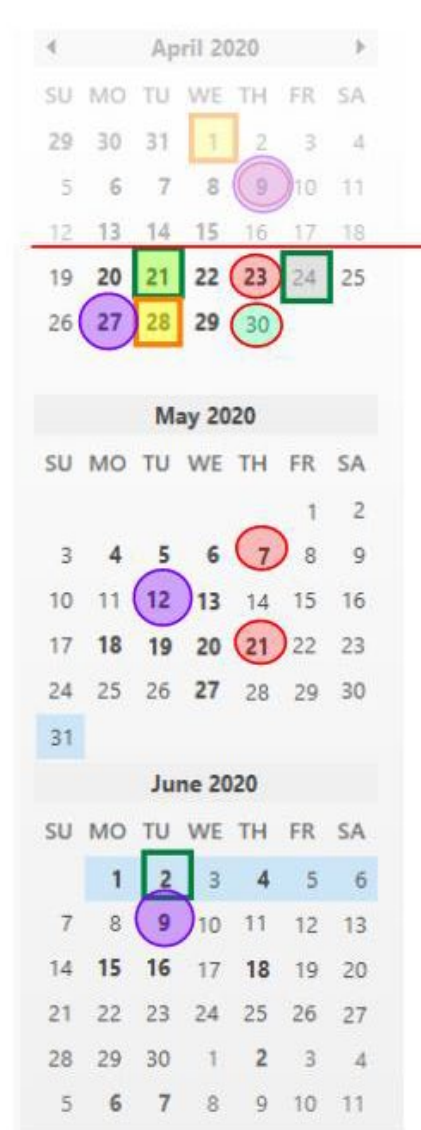 April 2020
SU MO TU WE TH FR SA
29 30 31 1 2 3 4
5 6 7 8 9 10 11
12 13 14 15 16 17 18
19 20 21 22 23 24 25
26 27 28 29 30
May 2020
SU MO TU WE TH FR SA
1 2
3 4 5 6 7 8 9
10 11 12 13 14 15 16
17 18 19 20 21 22 23
24 25 26 27 28 29 30
31
June 2020
SU MO TU WE TH FR SA
1 2 3 4 5 6
7 8 9 10 11 12 13
14 15 16 17 18 19 20
21 22 23 24 25 26 27
28 29 30 1 2 3 4
5 6 7 8 9 10 11